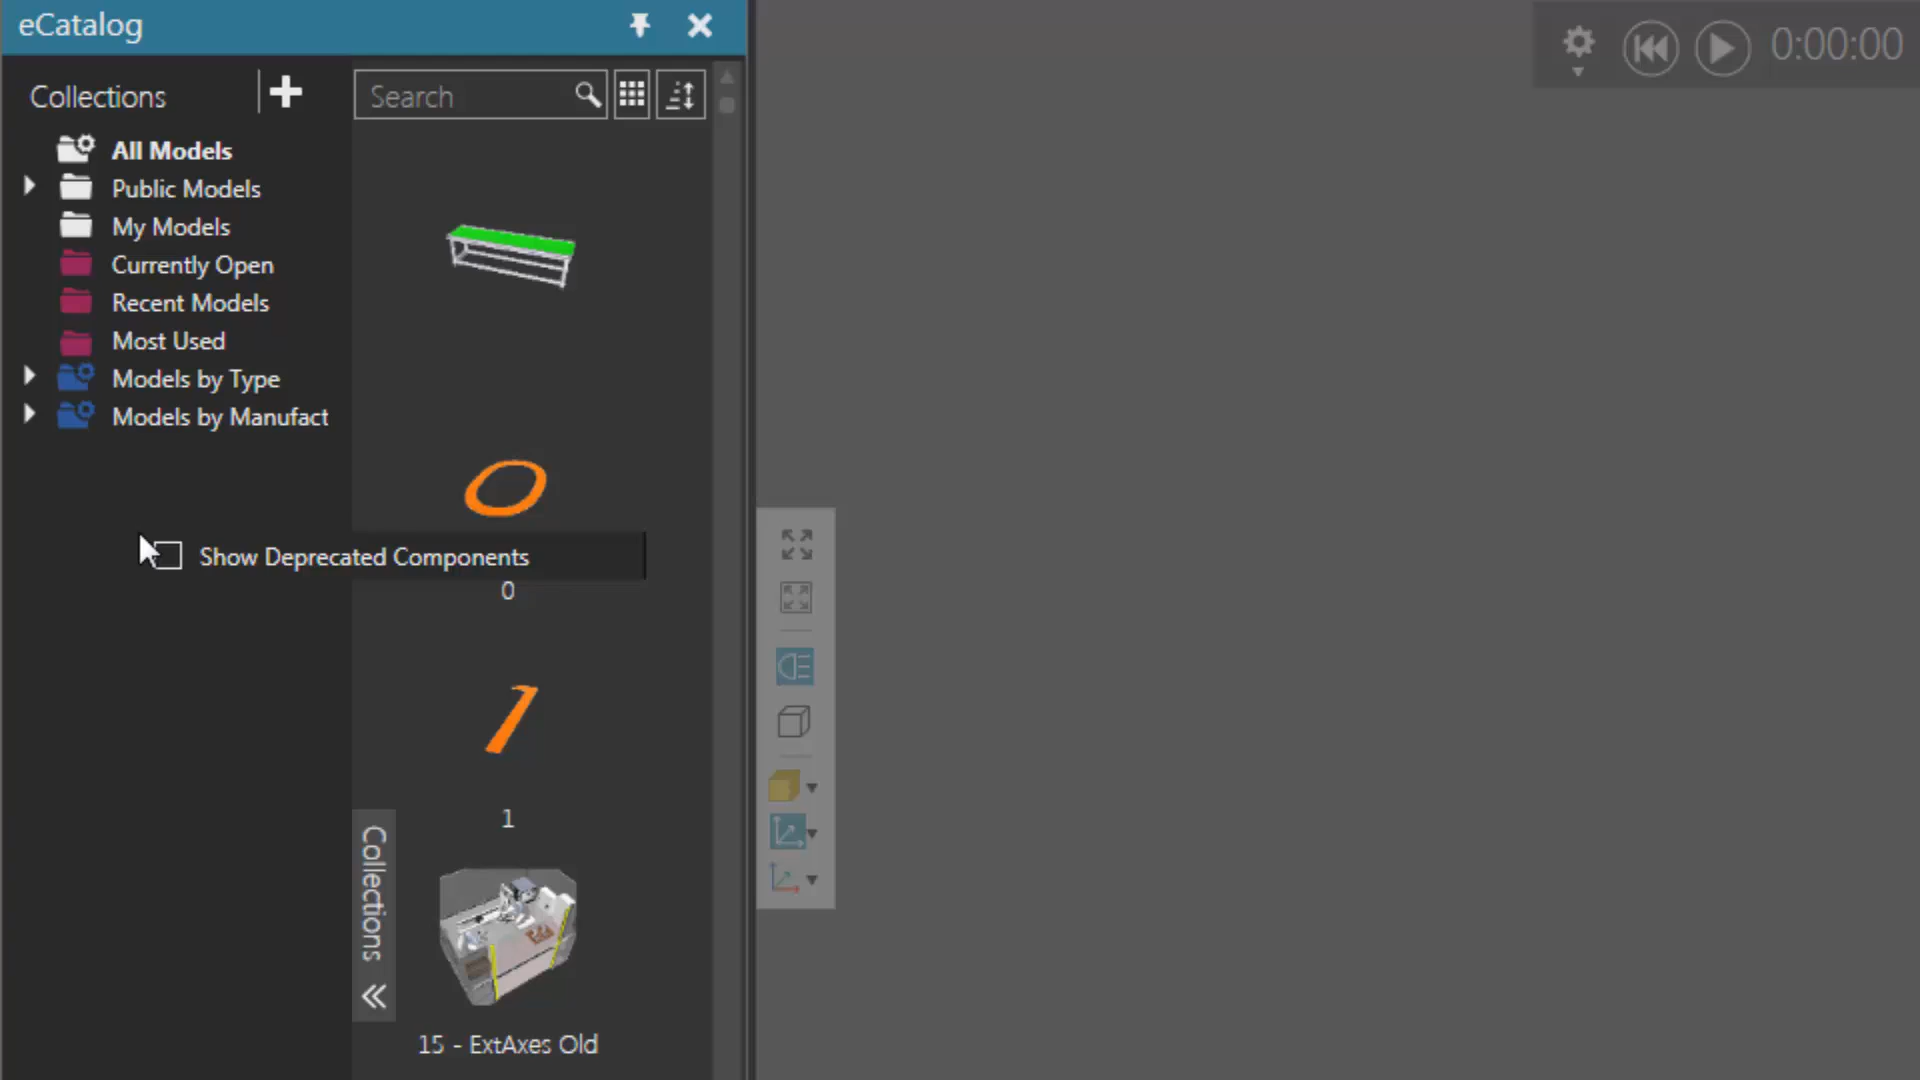 eCatalog
0:00:00
Collections
Search
All Models
Public Models
My Models
Currently Open
Recent Models
Most Used
Models by Type
Models by Manufact
Show Deprecated Components
0
1
Collections
15 - ExtAxes Old